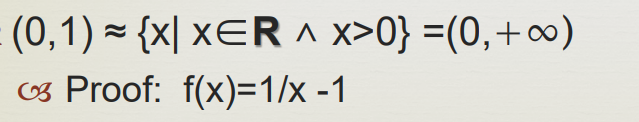 (0,1) ≈ {x| x∈R ∧ x>0} =(0,+∞)
Proof: f(x)=1/x -1